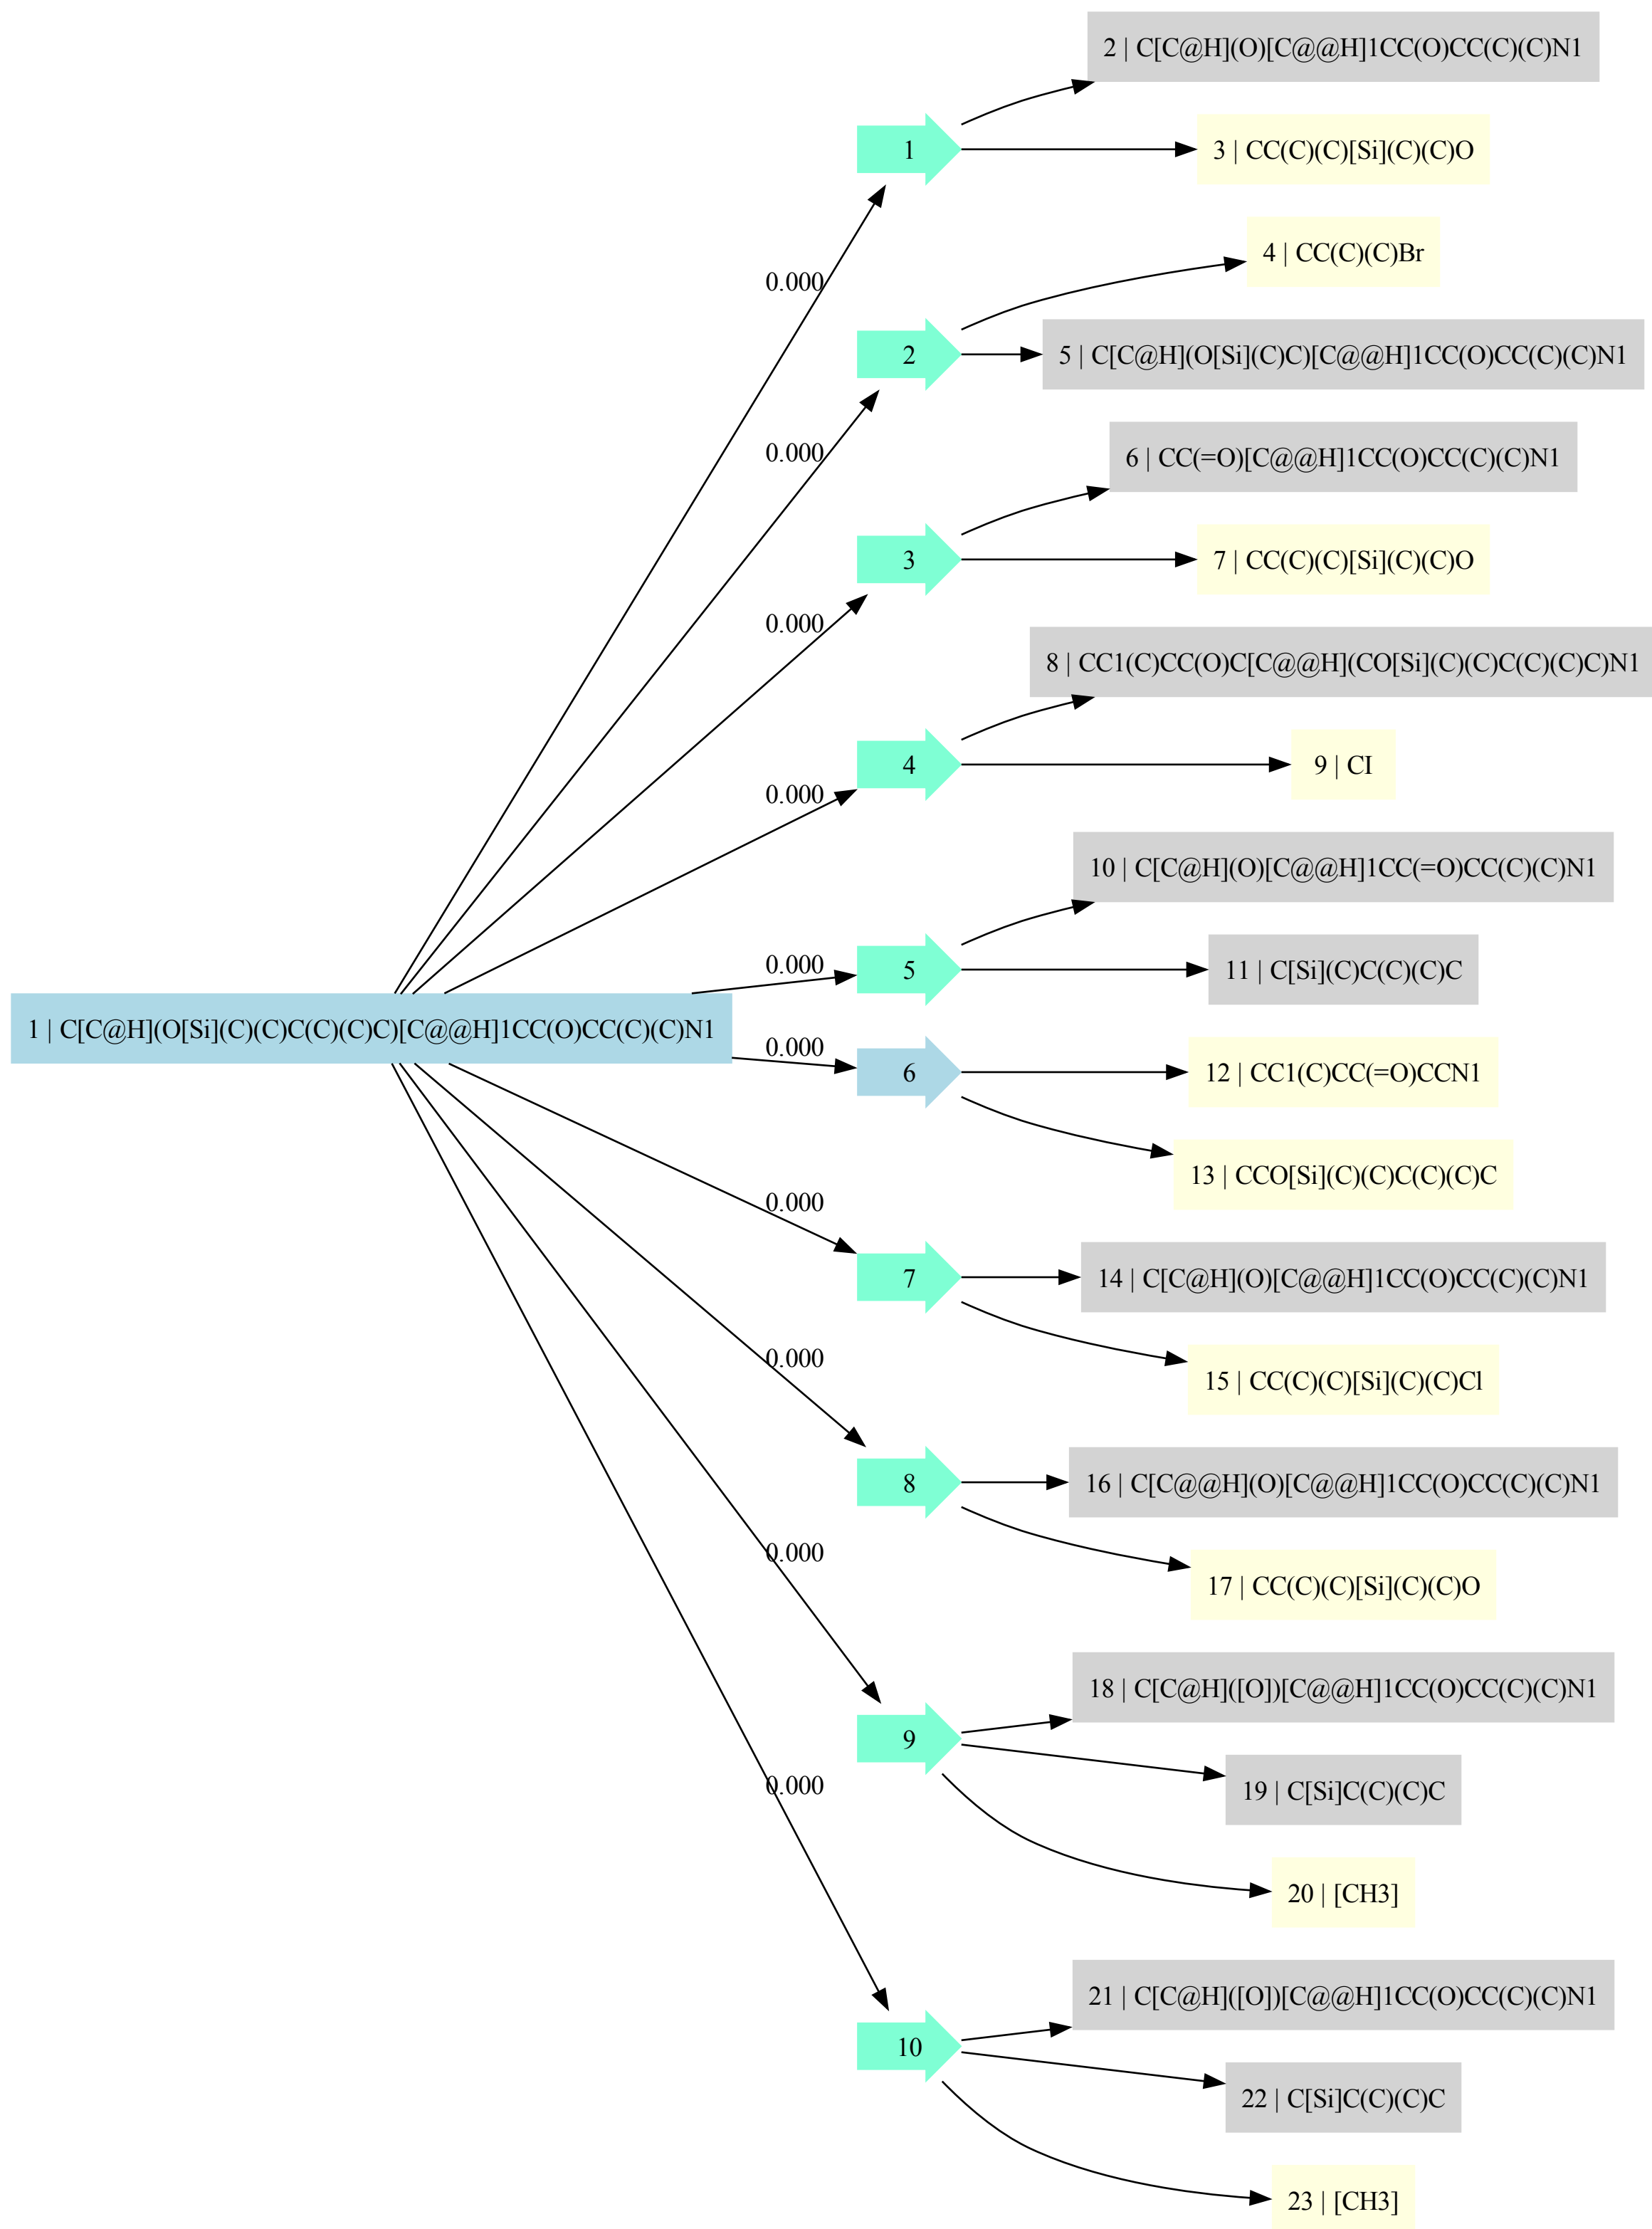 2 | C[C@H](O)[C@@H]1CC(O)CC(C)(C)N1
1
3 | CC(C)(C)[Si](C)(C)O
4 | CC(C)(C)Br
0.000
2
5 | C[C@H](O[Si](C)C)[C@@H]1CC(O)CC(C)(C)N1
0.000
6 | CC(=O)[C@@H]1CC(O)CC(C)(C)N1
3
7 | CC(C)(C)[Si](C)(C)O
0.000
8 | CC1(C)CC(O)C[C@@H](CO[Si](C)(C)C(C)(C)C)N1
4
9 | CI
0.000
10 | C[C@H](O)[C@@H]1CC(=O)CC(C)(C)N1
0.000
5
11 | C[Si](C)C(C)(C)C
1 | C[C@H](O[Si](C)(C)C(C)(C)C)[C@@H]1CC(O)CC(C)(C)N1
0.000
6
12 | CC1(C)CC(=O)CCN1
13 | CCO[Si](C)(C)C(C)(C)C
0.000
7
14 | C[C@H](O)[C@@H]1CC(O)CC(C)(C)N1
0.000
15 | CC(C)(C)[Si](C)(C)Cl
8
16 | C[C@@H](O)[C@@H]1CC(O)CC(C)(C)N1
0.000
17 | CC(C)(C)[Si](C)(C)O
18 | C[C@H]([O])[C@@H]1CC(O)CC(C)(C)N1
9
0.000
19 | C[Si]C(C)(C)C
20 | [CH3]
21 | C[C@H]([O])[C@@H]1CC(O)CC(C)(C)N1
10
22 | C[Si]C(C)(C)C
23 | [CH3]